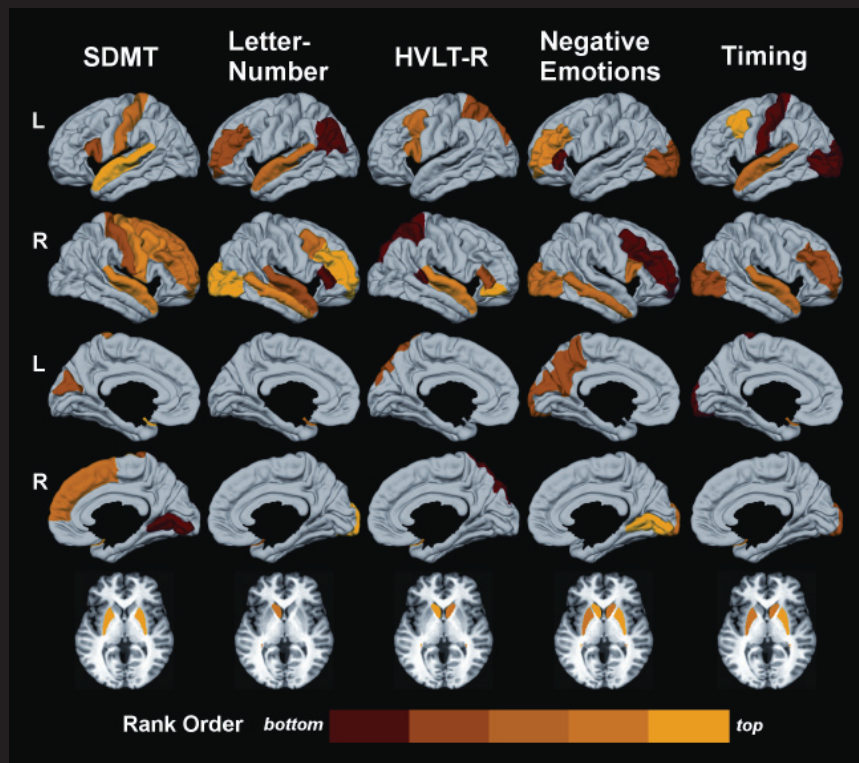 SDMT
Letter-
Number
HVLT-R
Negative
Emotions
Timing
L
R
L
R
Rank Order bottom top